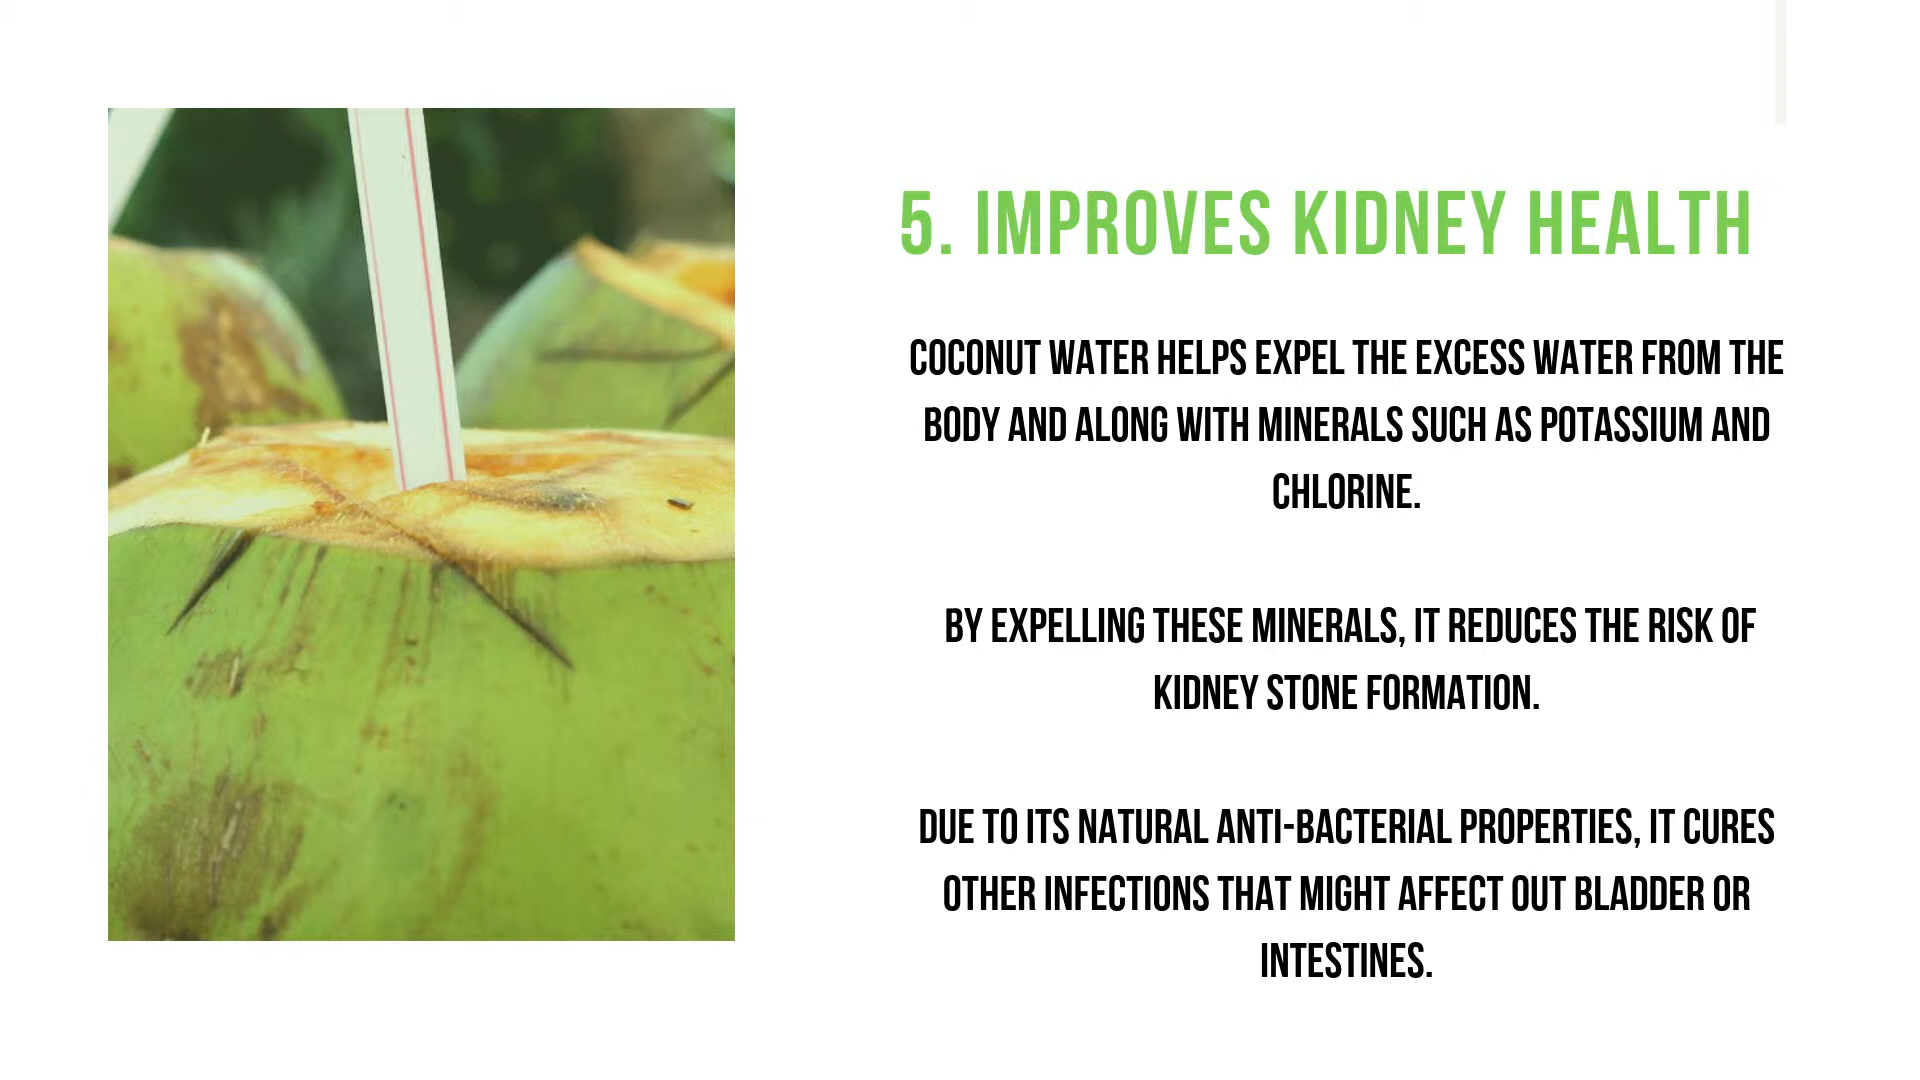 5. IMPROVES KIDNEY HEALTH
COCONUT WATER HELPS EXPEL THE EXCESS WATER FROM THE
BODY AND ALONG WITH MINERALS SUCH AS POTASSIUM AND
CHLORINE.
BY EXPELLING THESE MINERALS, IT REDUCES THE RISK OF
KIDNEY STONE FORMATION.
DUE TO ITS NATURAL ANTI-BACTERIAL PROPERTIES, IT CURES
OTHER INFECTIONS THAT MIGHT AFFECT OUT BLADDER OR
INTESTINES.